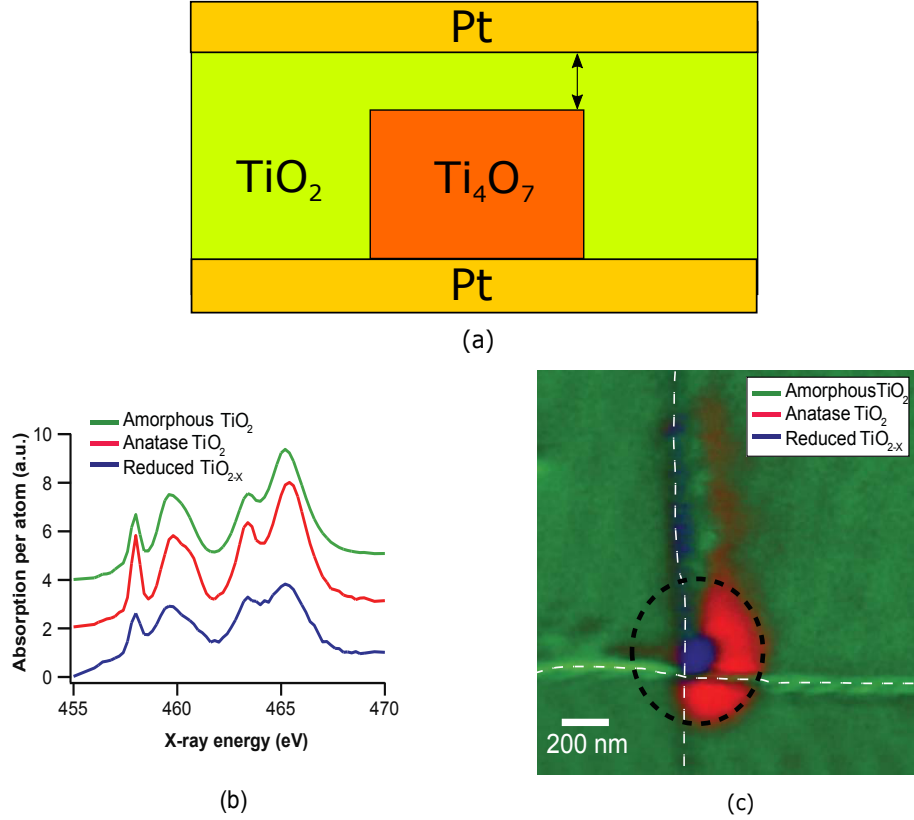 Pt
TiO₂
Ti₄O₇
Pt
(a)
Amorphous TiO₂
Anatase TiO₂
Reduced TiO₂₋ₓ
10
8
6
4
2
0
Absorption per atom (a.u.)
455
460
465
470
X-ray energy (eV)
(b)
AmorphousTiO₂
Anatase TiO₂
Reduced TiO₂₋ₓ
200 nm
(c)